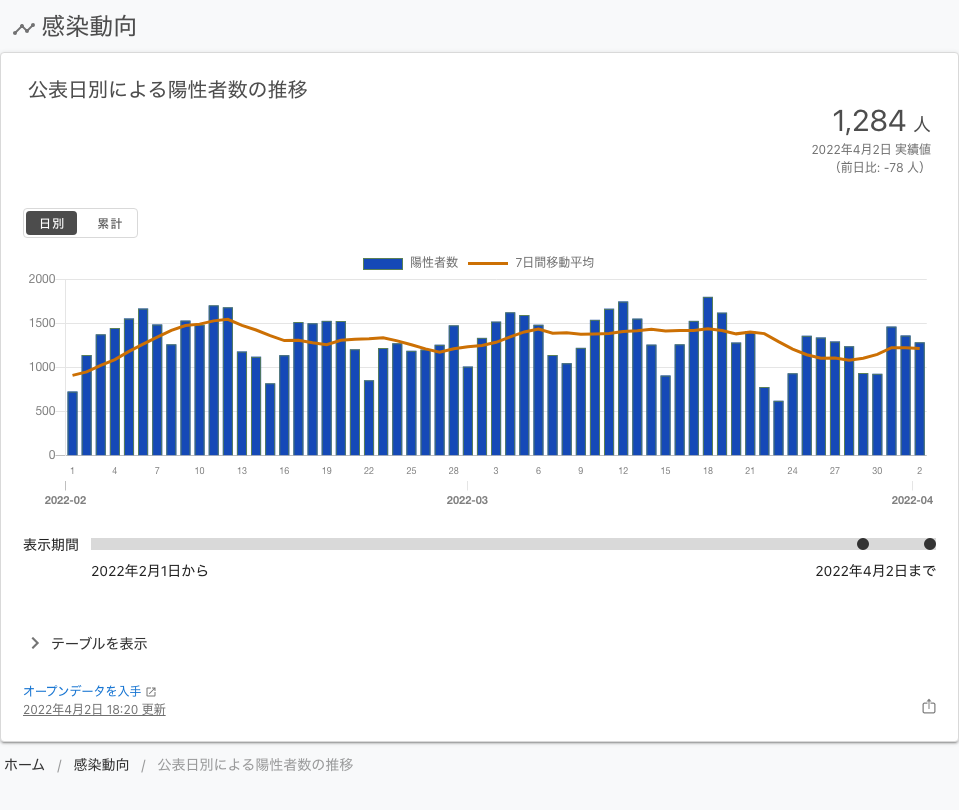 感染動向
公表日別による陽性者数の推移
1,284 人
2022年4月2日 実績値
（前日比: -78 人）
日別 累計
陽性者数 7日間移動平均
2000
1500
1000
500
0
1 4 7 10 13 16 19 22 25 28 3 6 9 12 15 18 21 24 27 30 2
2022-02 2022-03 2022-04
表示期間
2022年2月1日から 2022年4月2日まで
テーブルを表示
オープンデータを入手
2022年4月2日 18:20 更新
ホーム / 感染動向 / 公表日別による陽性者数の推移